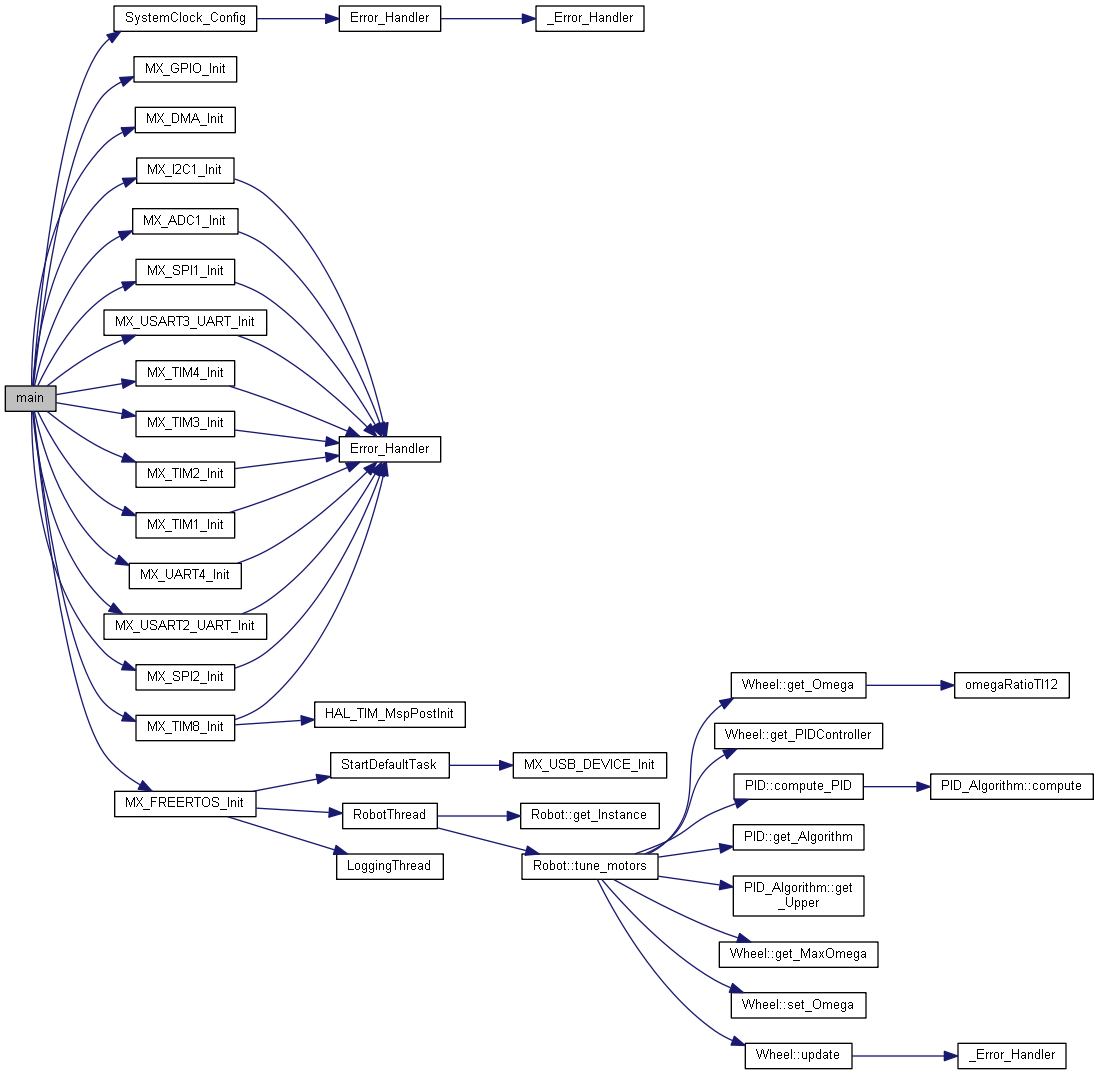 SystemClock_Config
Error_Handler
_Error_Handler
MX_GPIO_Init
MX_DMA_Init
MX_I2C1_Init
MX_ADC1_Init
MX_SPI1_Init
MX_USART3_UART_Init
MX_TIM4_Init
main
MX_TIM3_Init
Error_Handler
MX_TIM2_Init
MX_TIM1_Init
MX_UART4_Init
MX_USART2_UART_Init
MX_SPI2_Init
Wheel::get_Omega
omegaRatioTI12
HAL_TIM_MspPostInit
MX_TIM8_Init
Wheel::get_PIDController
StartDefaultTask
MX_USB_DEVICE_Init
PID::compute_PID
PID_Algorithm::compute
MX_FREERTOS_Init
RobotThread
Robot::get_Instance
PID::get_Algorithm
LoggingThread
Robot::tune_motors
PID_Algorithm::get
_Upper
Wheel::get_MaxOmega
Wheel::set_Omega
Wheel::update
_Error_Handler